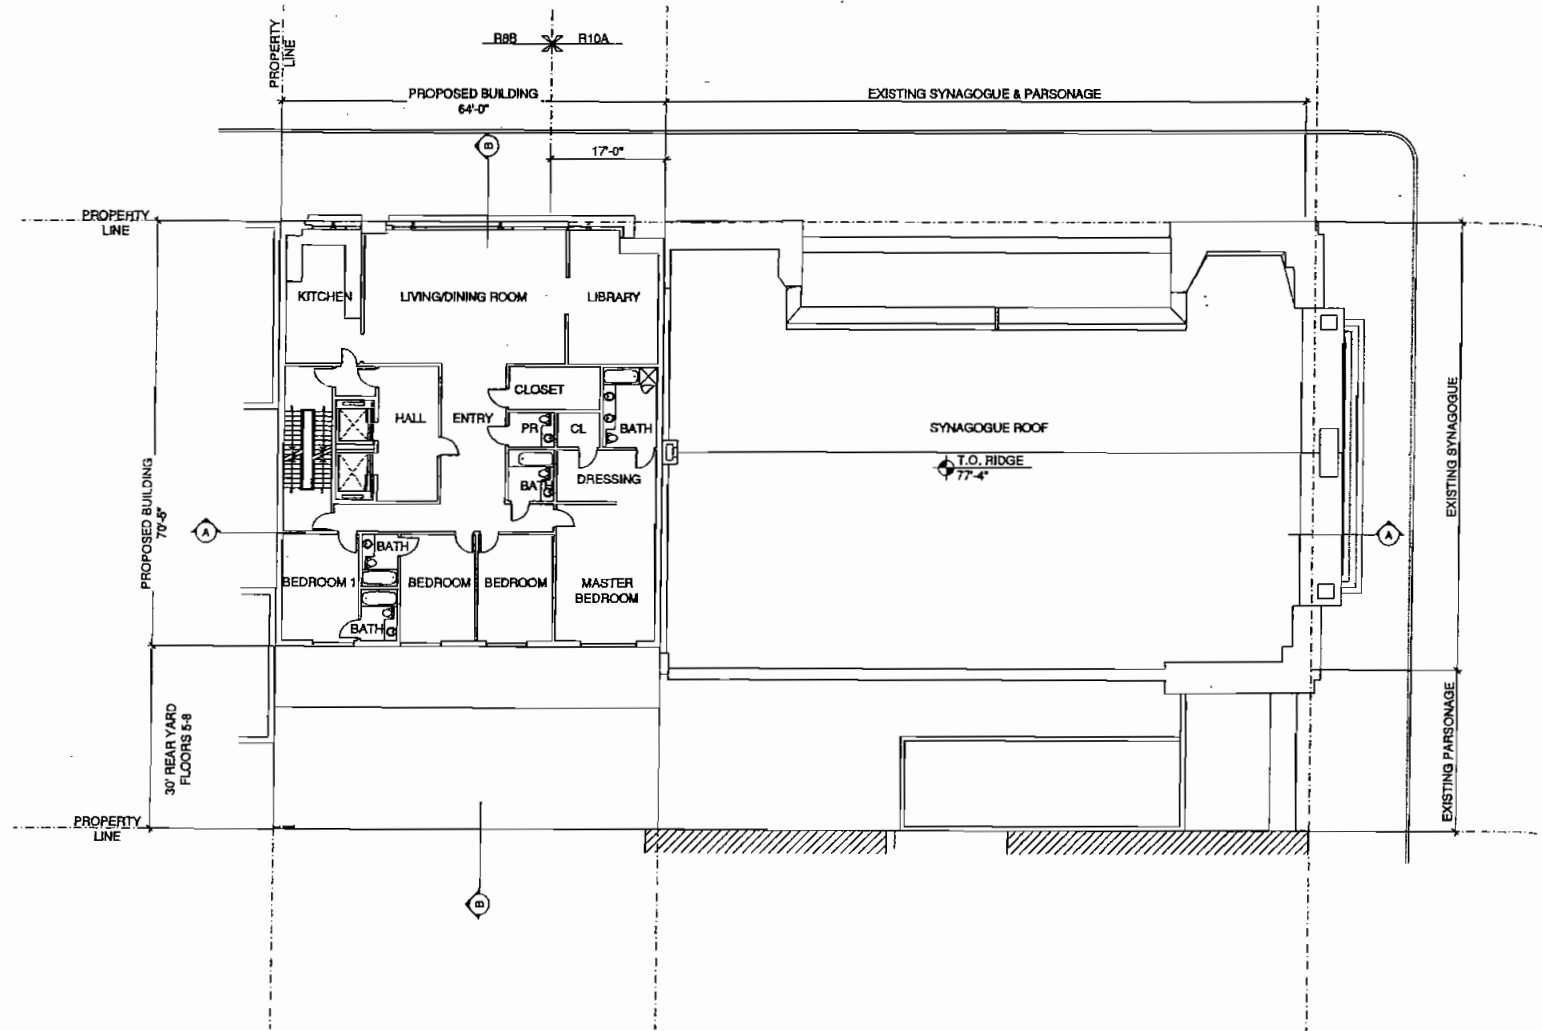 PROPERTY
LINE
R8B
R10A
PROPOSED BUILDING
64'-0"
EXISTING SYNAGOGUE & PARSONAGE
B
17'-0"
PROPERTY
LINE
KITCHEN
LIVING/DINING ROOM
LIBRARY
CLOSET
HALL
ENTRY
PR
CL
BATH
SYNAGOGUE ROOF
T.O. RIDGE
77'-4"
EXISTING SYNAGOGUE
DRESSING
BATH
PROPOSED BUILDING
70'-5"
A
A
BATH
BEDROOM 1
BEDROOM
BEDROOM
MASTER
BEDROOM
BATH
30' REAR YARD
FLOORS 5-8
EXISTING PARSONAGE
PROPERTY
LINE
B